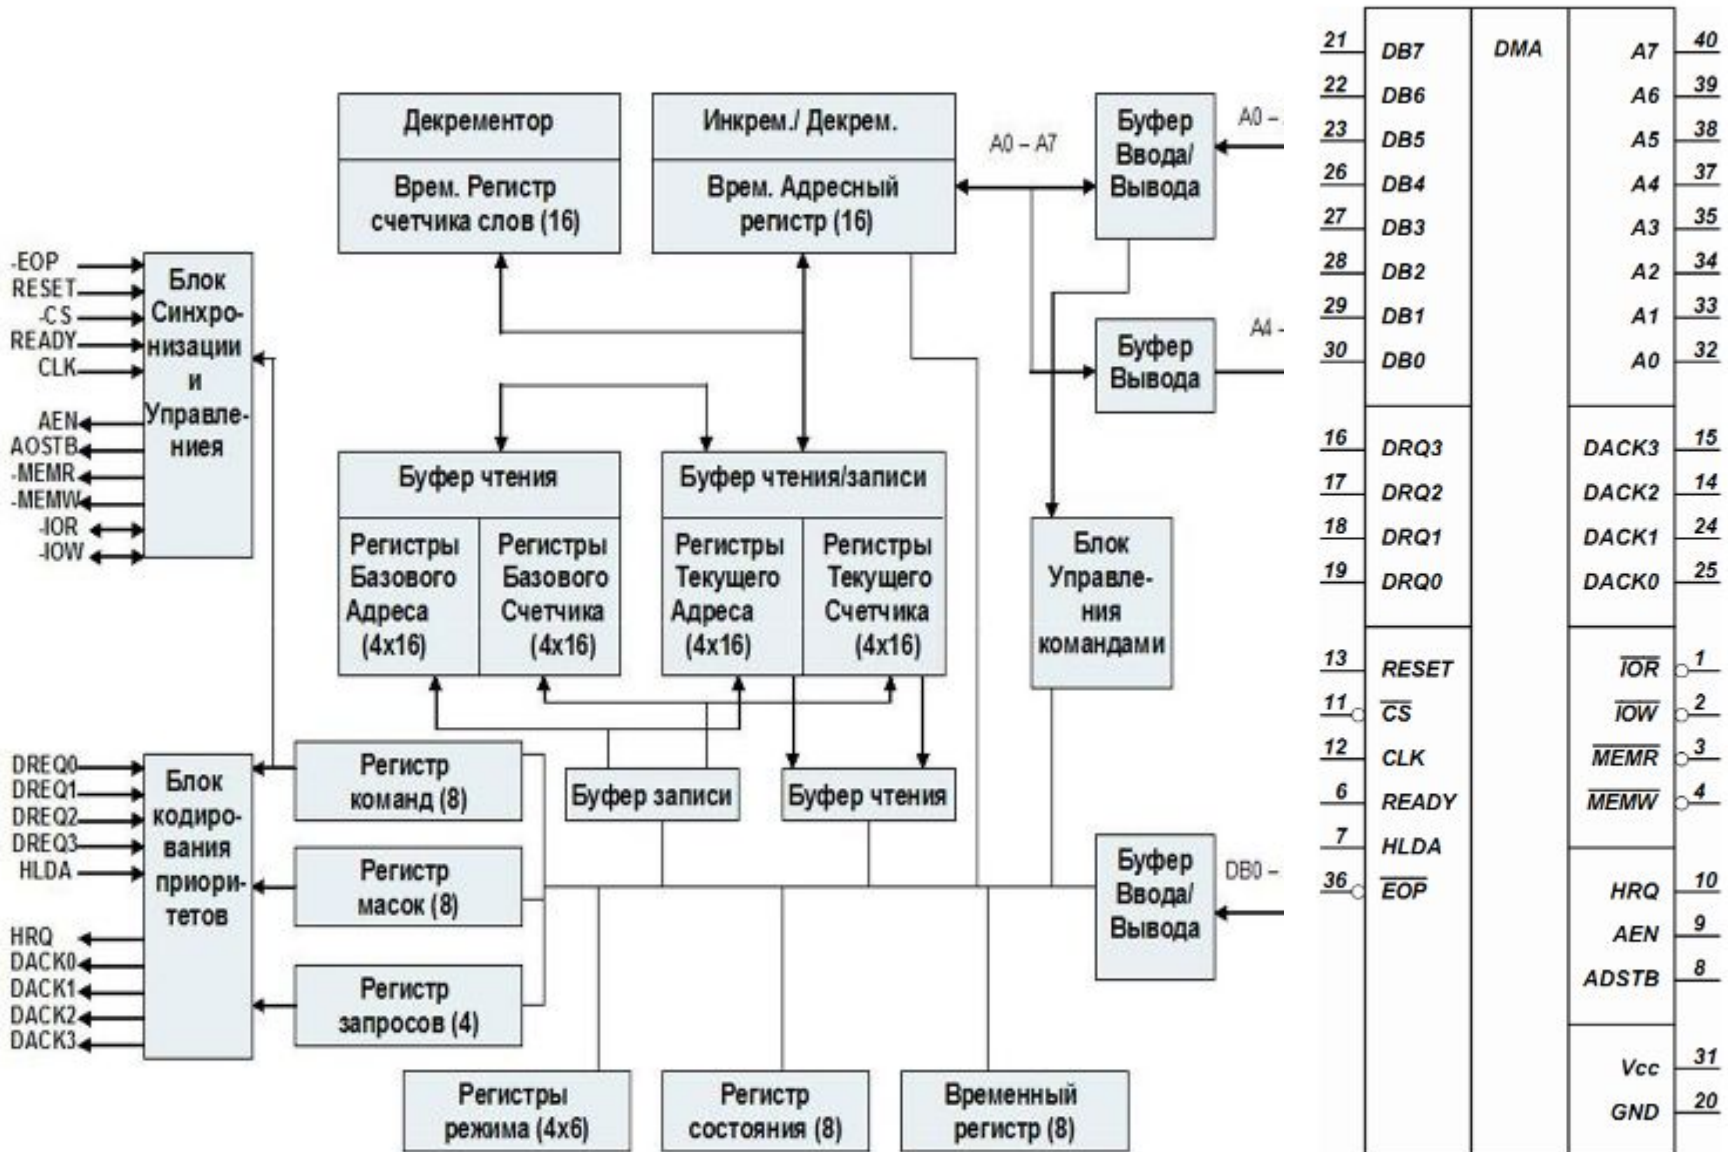 Декрементор
Врем. Регистр
счетчика слов (16)
Инкрем./ Декрем.
Врем. Адресный
регистр (16)
A0 – A7
Буфер
Ввода/
Вывода
A0 –
Буфер
Вывода
A4 -
-EOP
RESET
-CS
READY
CLK
AEN
AOSTB
-MEMR
-MEMW
-IOR
-IOW
Блок
Синхро-
низации
и
Управле-
ниея
Буфер чтения
Регистры
Базового
Адреса
(4x16)
Регистры
Базового
Счетчика
(4x16)
Буфер чтения/записи
Регистры
Текущего
Адреса
(4x16)
Регистры
Текущего
Счетчика
(4x16)
Блок
Управле-
ния
командами
DREQ0
DREQ1
DREQ2
DREQ3
HLDA
HRQ
DACK0
DACK1
DACK2
DACK3
Блок
кодиро-
вания
приори-
тетов
Регистр
команд (8)
Регистр
масок (8)
Регистр
запросов (4)
Буфер записи
Буфер чтения
Буфер
Ввода/
Вывода
DB0 –
Регистры
режима (4x6)
Регистр
состояния (8)
Временный
регистр (8)
DMA
21 DB7
22 DB6
23 DB5
26 DB4
27 DB3
28 DB2
29 DB1
30 DB0
16 DRQ3
17 DRQ2
18 DRQ1
19 DRQ0
13 RESET
11 CS
12 CLK
6 READY
7 HLDA
36 EOP
A7 40
A6 39
A5 38
A4 37
A3 35
A2 34
A1 33
A0 32
DACK3 15
DACK2 14
DACK1 24
DACK0 25
IOR 1
IOW 2
MEMR 3
MEMW 4
HRQ 10
AEN 9
ADSTB 8
Vcc 31
GND 20